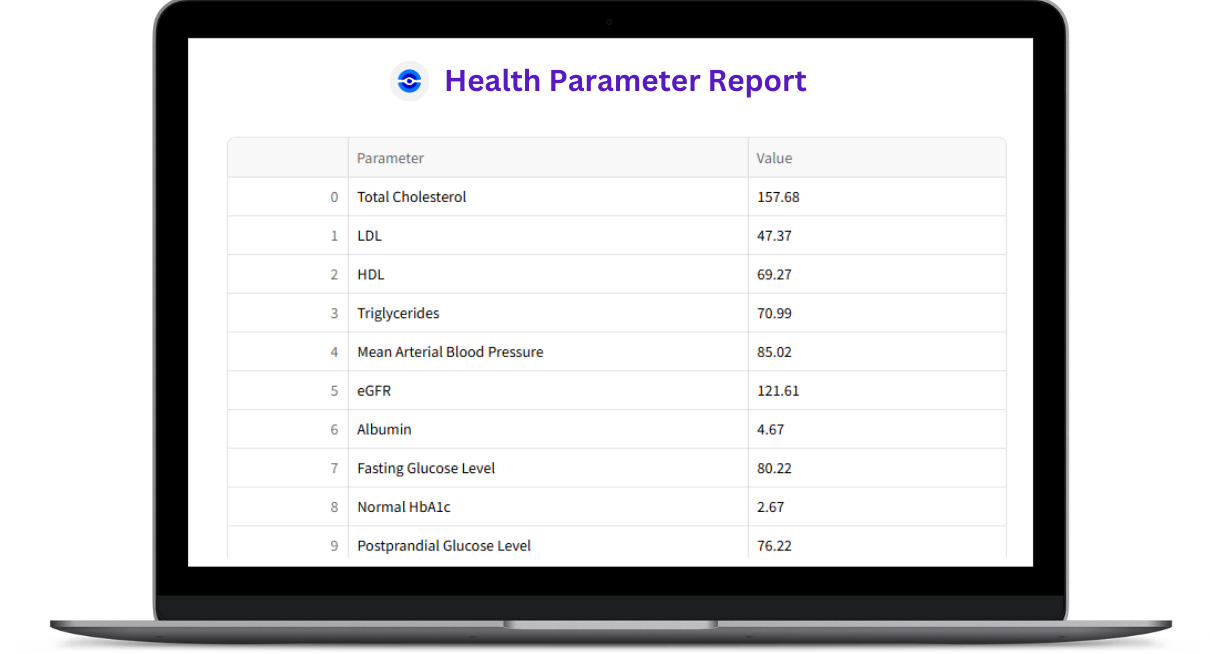 Health Parameter Report
Parameter Value
0 Total Cholesterol 157.68
1 LDL 47.37
2 HDL 69.27
3 Triglycerides 70.99
4 Mean Arterial Blood Pressure 85.02
5 eGFR 121.61
6 Albumin 4.67
7 Fasting Glucose Level 80.22
8 Normal HbA1c 2.67
9 Postprandial Glucose Level 76.22